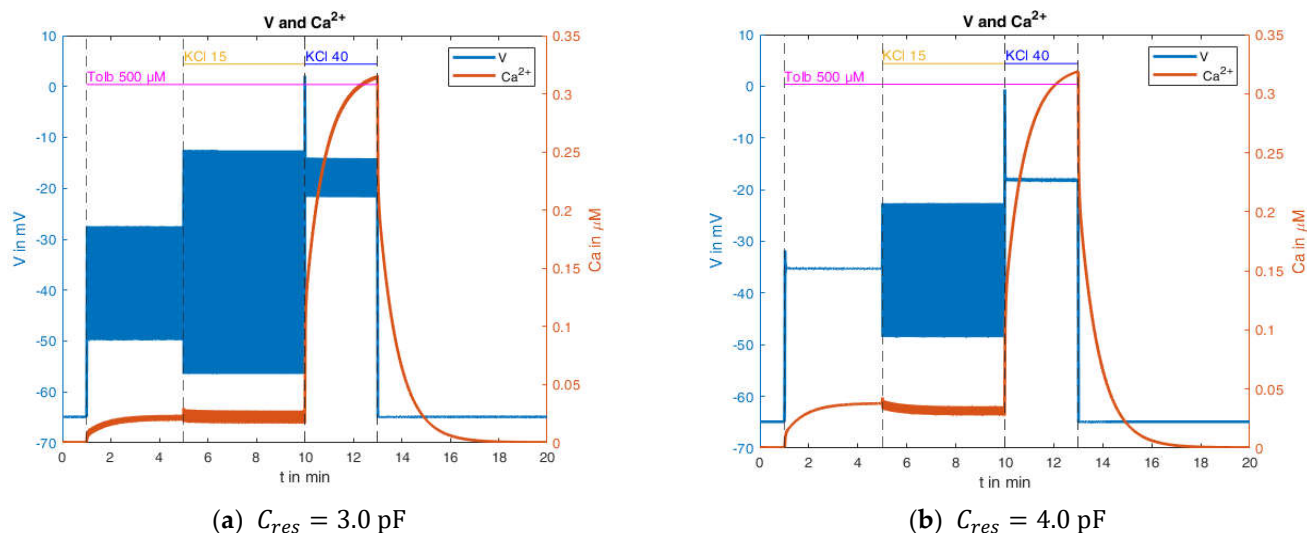 V and Ca2+
KCl 15
KCl 40
Tolb 500 μM
V
Ca2+
0
-10
-20
-30
-40
-50
-60
-70
V in mV
0.35
0.3
0.25
0.2
0.15
0.1
0.05
0
Ca in μM
0 2 4 6 8 10 12 14 16 18 20
t in min
(a) Cres = 3.0 pF
V and Ca2+
KCl 15
KCl 40
Tolb 500 μM
V
Ca2+
0
-10
-20
-30
-40
-50
-60
-70
V in mV
0.35
0.3
0.25
0.2
0.15
0.1
0.05
0
Ca in μM
0 2 4 6 8 10 12 14 16 18 20
t in min
(b) Cres = 4.0 pF